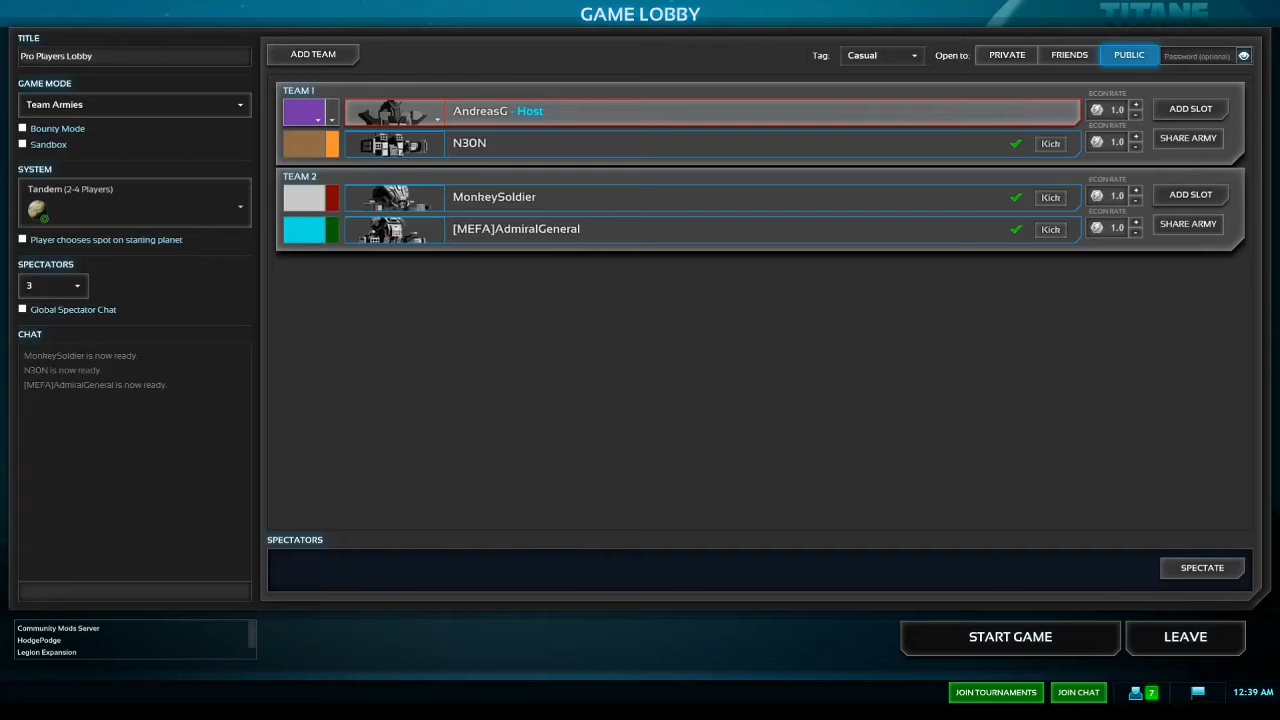 GAME LOBBY
TITANS
TITLE
Pro Players Lobby
GAME MODE
Team Armies
Bounty Mode
Sandbox
SYSTEM
Tandem (2-4 Players)
Player chooses spot on starting planet
SPECTATORS
3
Global Spectator Chat
CHAT
MonkeySoldier is now ready.
N30N is now ready.
[MEFA]AdmiralGeneral is now ready.
Community Mods Server
HodgePodge
Legion Expansion
ADD TEAM
Tag: Casual Open to: PRIVATE FRIENDS PUBLIC Password (optional)
TEAM 1
ECON RATE
AndreasG - Host 1.0 + - ADD SLOT
ECON RATE
N30N Kick 1.0 + - SHARE ARMY
TEAM 2
ECON RATE
MonkeySoldier Kick 1.0 + - ADD SLOT
ECON RATE
[MEFA]AdmiralGeneral Kick 1.0 + - SHARE ARMY
SPECTATORS
SPECTATE
START GAME LEAVE
JOIN TOURNAMENTS JOIN CHAT 7 12:39 AM